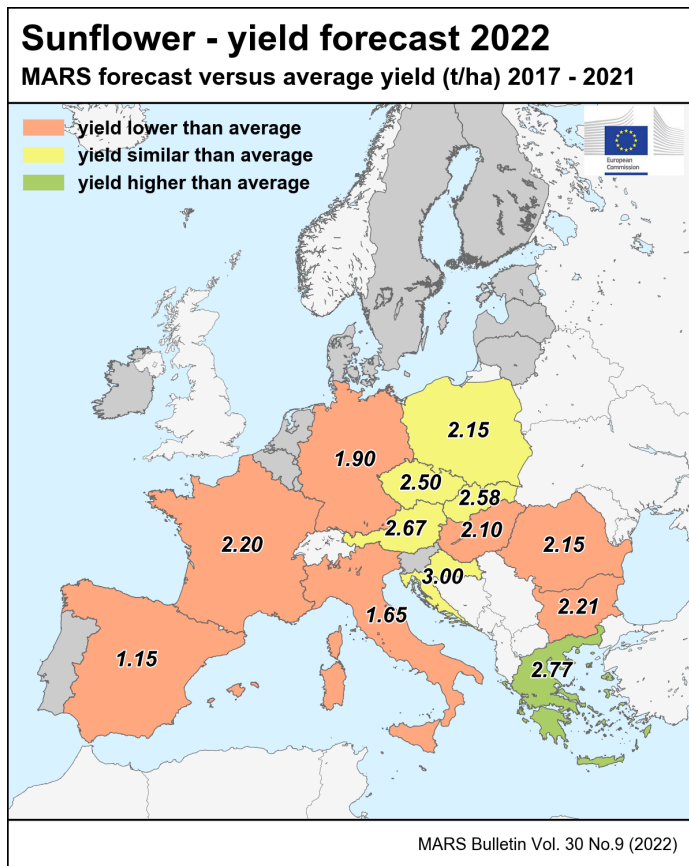 Sunflower - yield forecast 2022
MARS forecast versus average yield (t/ha) 2017 - 2021
yield lower than average
yield similar than average
yield higher than average
European
Commission
1.90
2.15
2.50
2.58
2.67
2.10
2.20
2.15
3.00
1.65
2.21
1.15
2.77
MARS Bulletin Vol. 30 No.9 (2022)